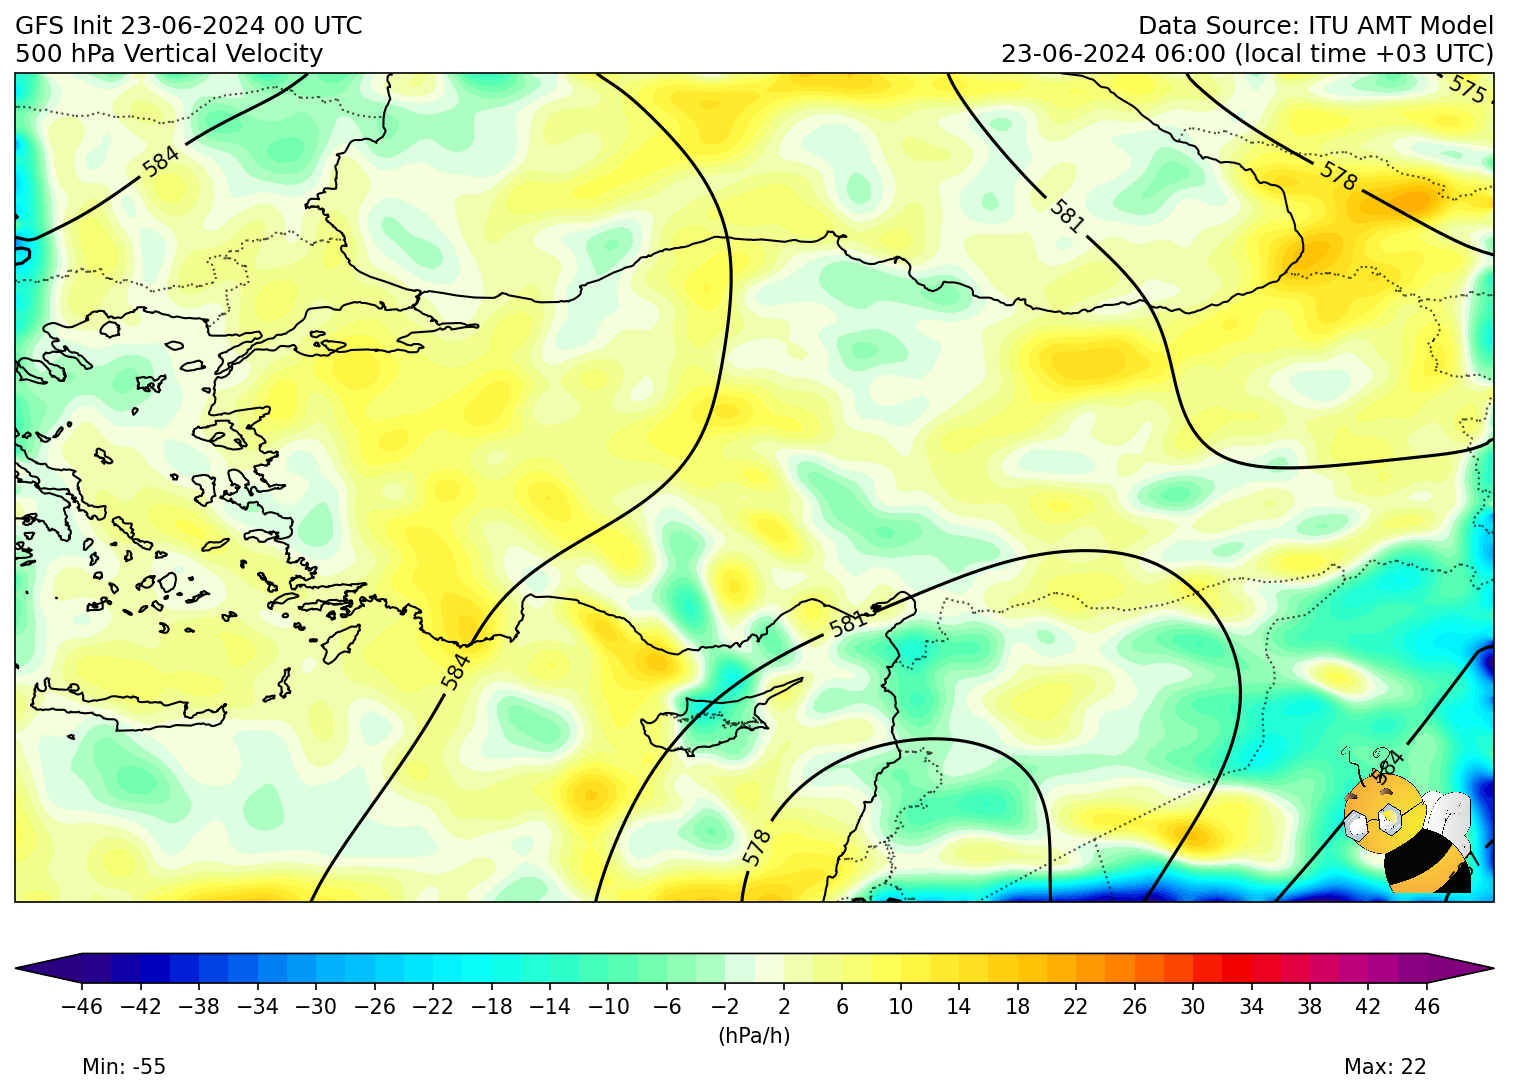 GFS Init 23-06-2024 00 UTC
500 hPa Vertical Velocity
Data Source: ITU AMT Model
23-06-2024 06:00 (local time +03 UTC)
575
584
578
581
581
584
584
578
−46 −42 −38 −34 −30 −26 −22 −18 −14 −10 −6 −2 2 6 10 14 18 22 26 30 34 38 42 46
(hPa/h)
Min: -55
Max: 22